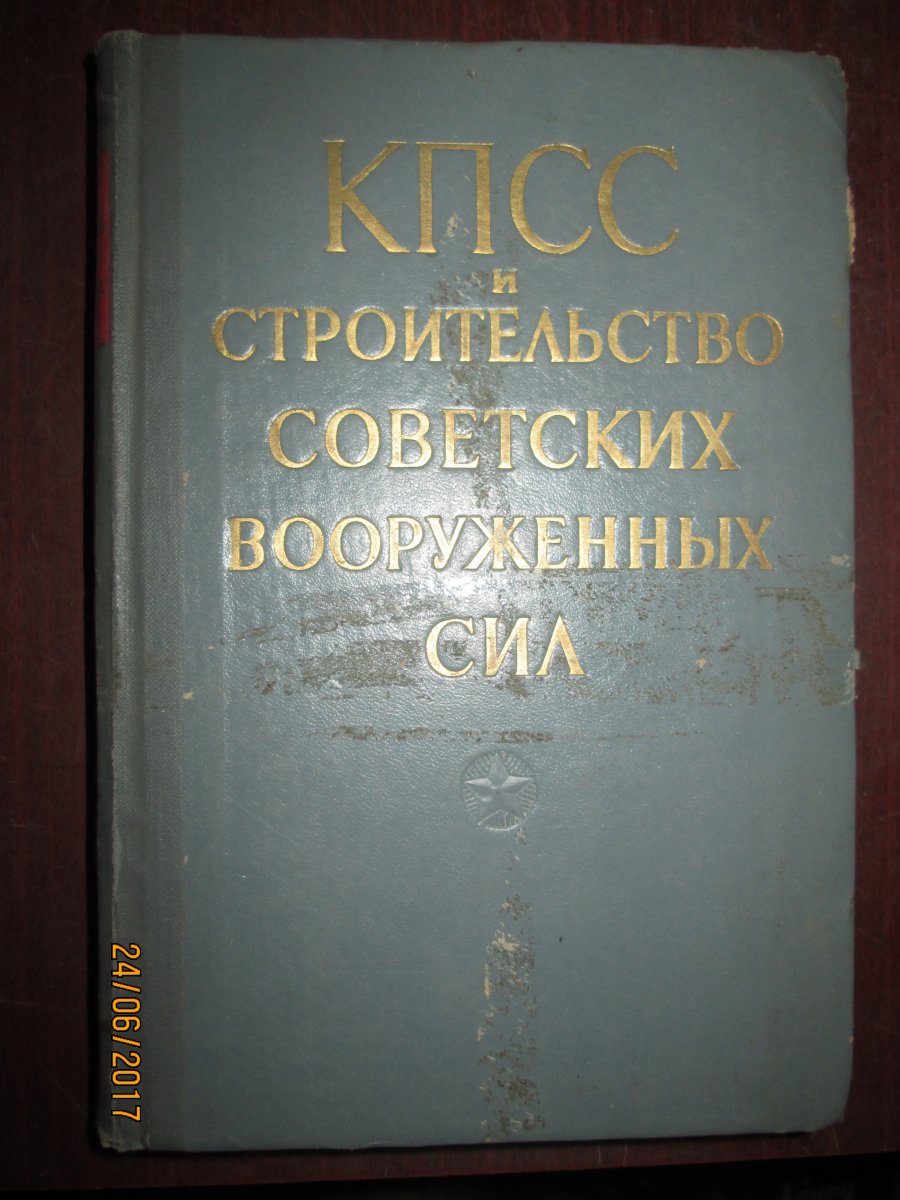 КПСС
и
СТРОИТЕЛЬСТВО
СОВЕТСКИХ
ВООРУЖЕННЫХ
СИЛ
24/06/2017